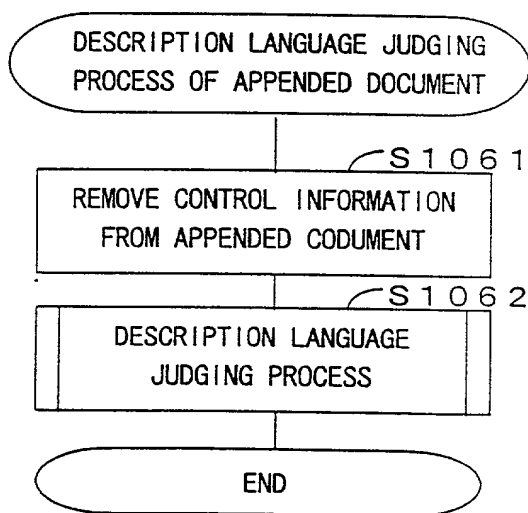 DESCRIPTION LANGUAGE JUDGING
PROCESS OF APPENDED DOCUMENT
S1061
REMOVE CONTROL INFORMATION
FROM APPENDED CODUMENT
S1062
DESCRIPTION LANGUAGE
JUDGING PROCESS
END